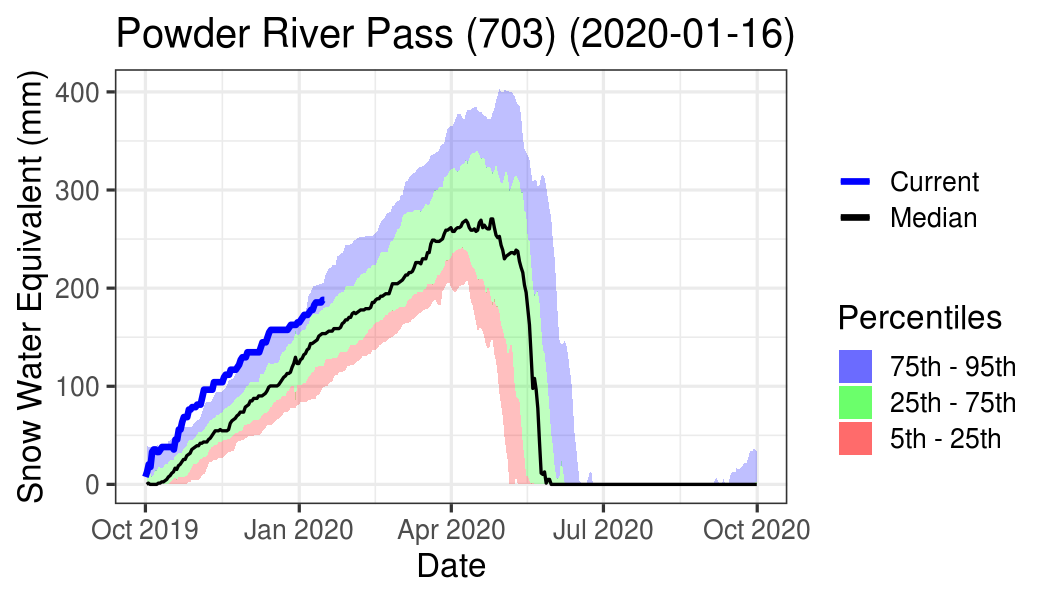 Powder River Pass (703) (2020-01-16)
Snow Water Equivalent (mm)
400
300
200
100
0
Oct 2019
Jan 2020
Apr 2020
Jul 2020
Oct 2020
Date
Current
Median
Percentiles
75th - 95th
25th - 75th
5th - 25th